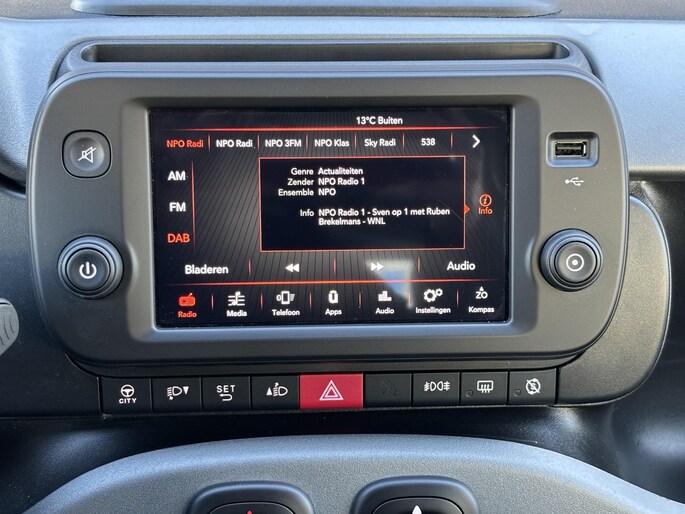 13°C Buiten
NPO Radi NPO Radi NPO 3FM NPO Klas Sky Radi 538
AM
FM
DAB
Genre Actualiteiten
Zender NPO Radio 1
Ensemble NPO
Info NPO Radio 1 - Sven op 1 met Ruben
Brekelmans - WNL
Info
Bladeren Audio
Radio Media Telefoon Apps Audio Instellingen Kompas
ZO
CITY SET